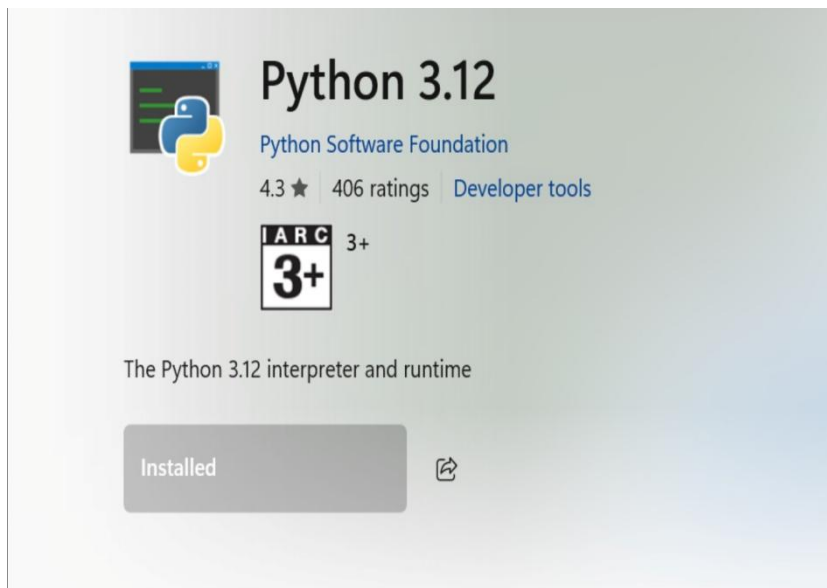 Python 3.12
Python Software Foundation
4.3 ★ 406 ratings Developer tools
IARC
3+
3+
The Python 3.12 interpreter and runtime
Installed